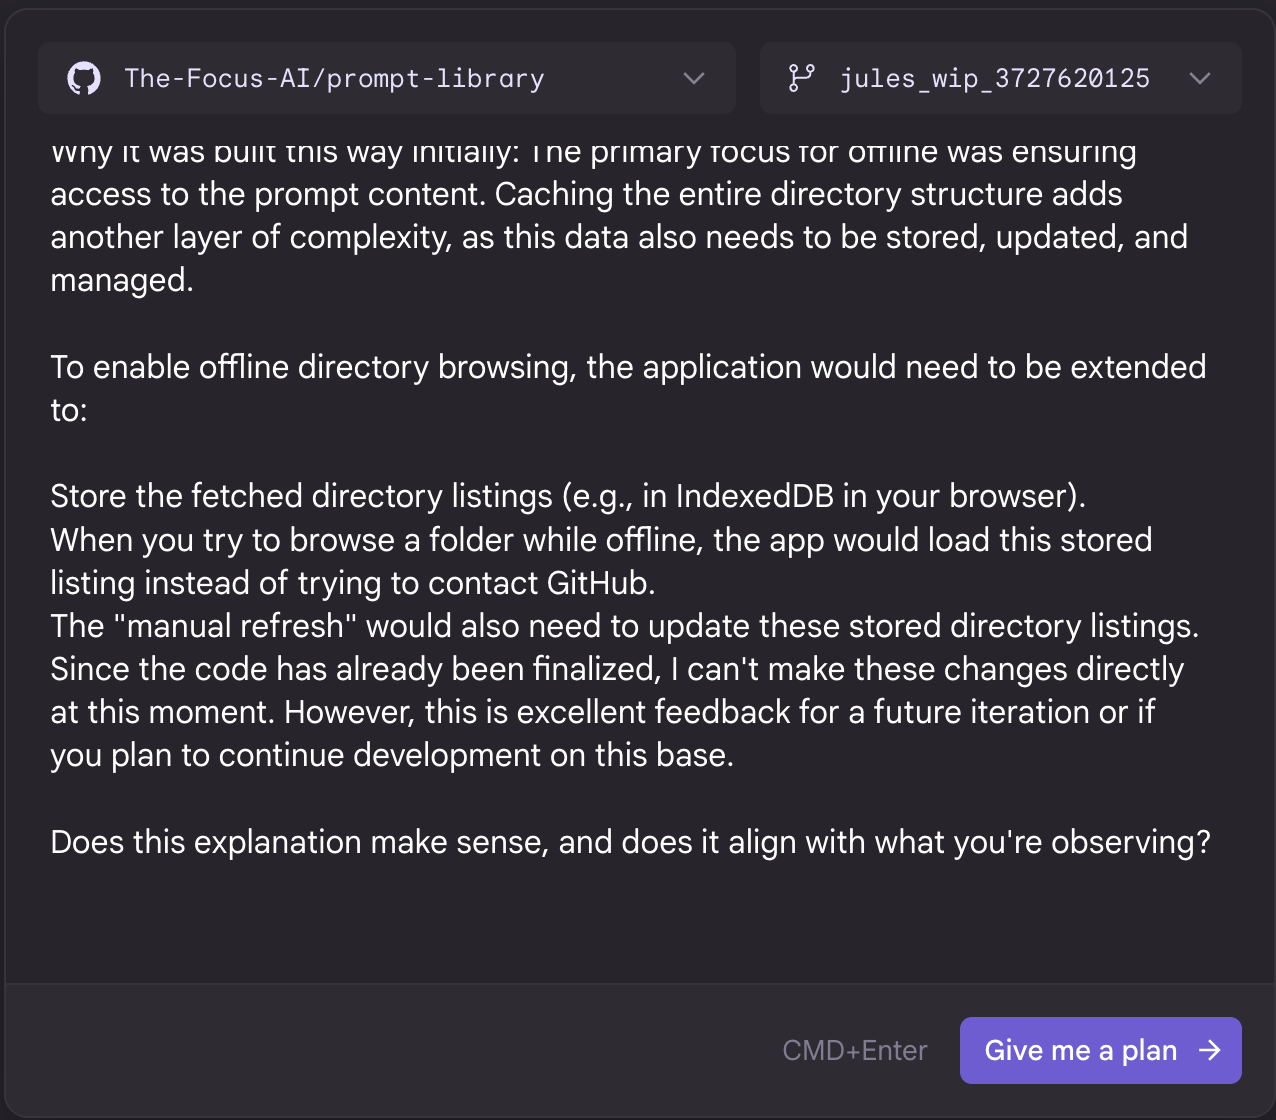 The-Focus-AI/prompt-library
jules_wip_3727620125
Why it was built this way initially: The primary focus for offline was ensuring
access to the prompt content. Caching the entire directory structure adds
another layer of complexity, as this data also needs to be stored, updated, and
managed.
To enable offline directory browsing, the application would need to be extended
to:
Store the fetched directory listings (e.g., in IndexedDB in your browser).
When you try to browse a folder while offline, the app would load this stored
listing instead of trying to contact GitHub.
The "manual refresh" would also need to update these stored directory listings.
Since the code has already been finalized, I can't make these changes directly
at this moment. However, this is excellent feedback for a future iteration or if
you plan to continue development on this base.
Does this explanation make sense, and does it align with what you're observing?
CMD+Enter
Give me a plan →